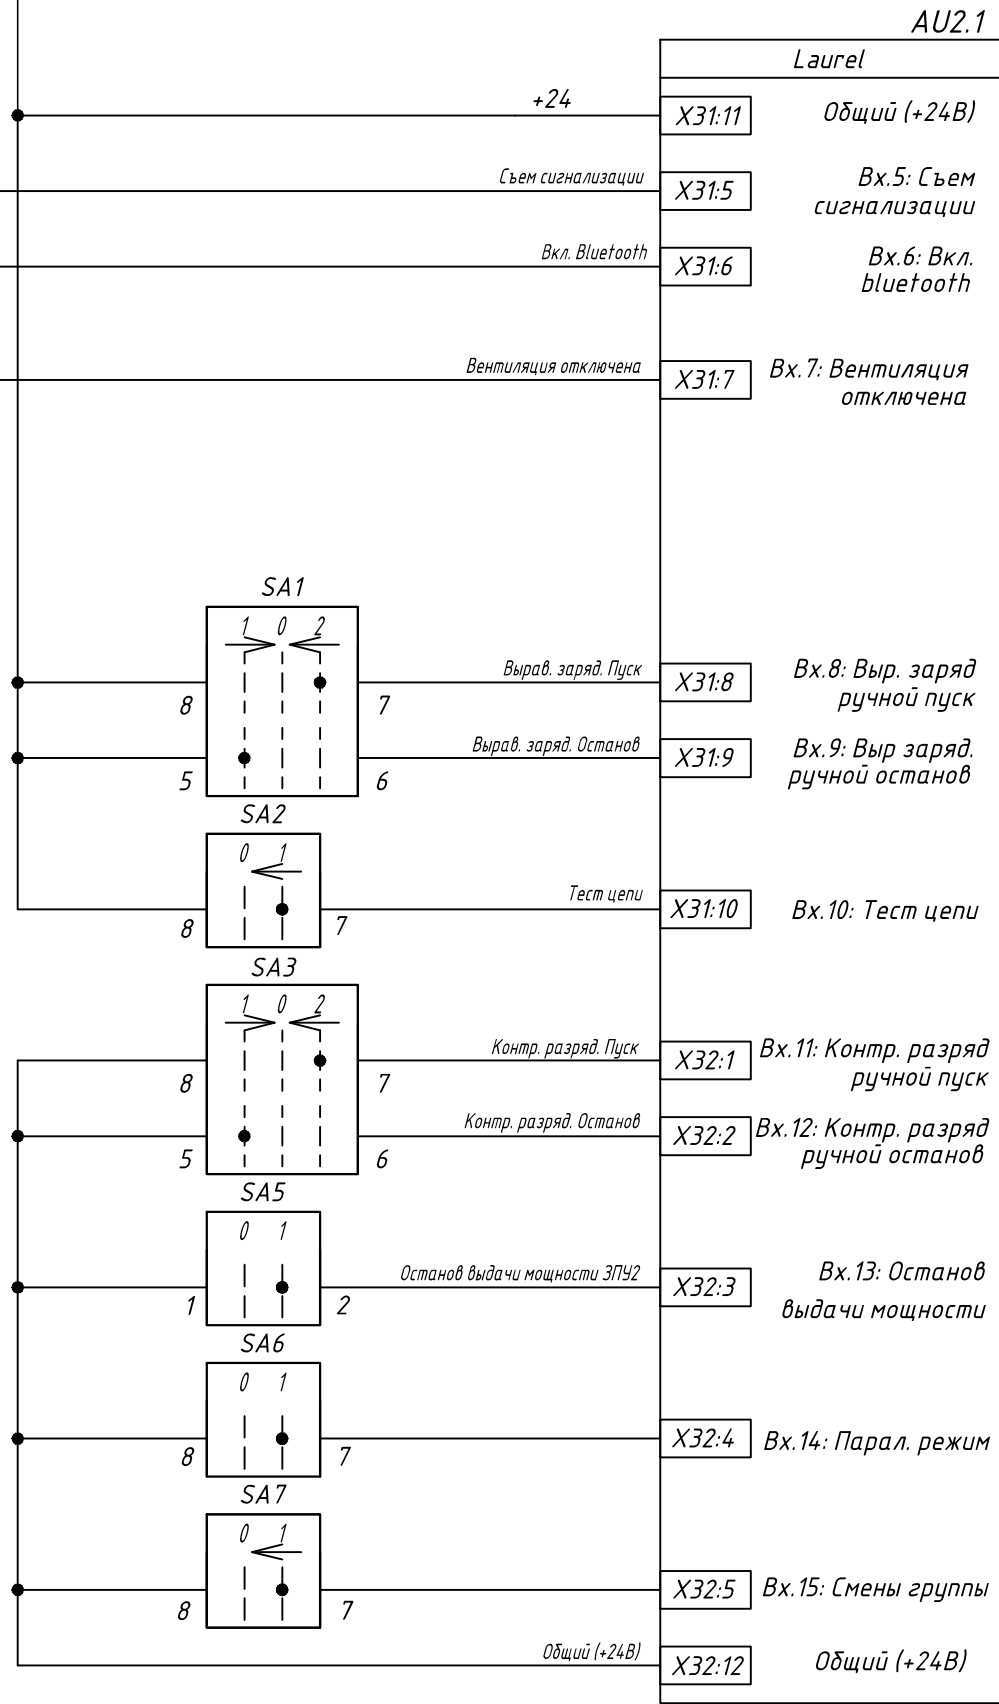 AU2.1
Laurel
+24
X31:11
Общий (+24В)
Съем сигнализации
X31:5
Вх.5: Съем
сигнализации
Вкл. Bluetooth
X31:6
Вх.6: Вкл.
bluetooth
Вентиляция отключена
X31:7
Вх.7: Вентиляция
отключена
SA1
1 0 2
Вырав. заряд. Пуск
8
7
X31:8
Вх.8: Выр. заряд
ручной пуск
Вырав. заряд. Останов
5
6
X31:9
Вх.9: Выр заряд.
ручной останов
SA2
0 1
Тест цепи
8
7
X31:10
Вх.10: Тест цепи
SA3
1 0 2
Контр. разряд. Пуск
8
7
X32:1
Вх.11: Контр. разряд
ручной пуск
Контр. разряд. Останов
5
6
X32:2
Вх.12: Контр. разряд
ручной останов
SA5
0 1
Останов выдачи мощности ЗПУ2
1
2
X32:3
Вх.13: Останов
выдачи мощности
SA6
0 1
8
7
X32:4
Вх.14: Парал. режим
SA7
0 1
8
7
X32:5
Вх.15: Смены группы
Общий (+24В)
X32:12
Общий (+24В)